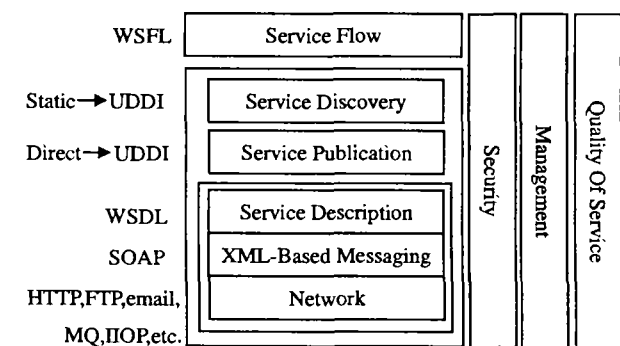 WSFL Service Flow
Static→UDDI Service Discovery
Direct→UDDI Service Publication
WSDL Service Description
SOAP XML-Based Messaging
HTTP,FTP,email, Network
MQ,IIOP,etc.
Security
Management
Quality Of Service